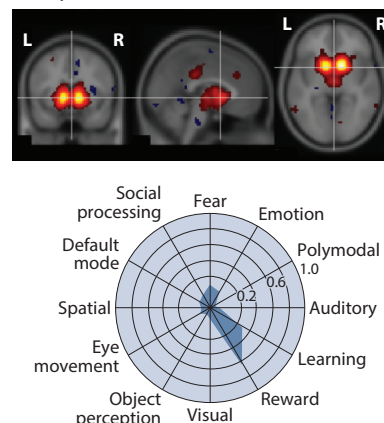 L
R
L
R
Social
processing
Fear
Emotion
Default
mode
Polymodal
1.0
0.6
0.2
Spatial
Auditory
Eye
movement
Learning
Object
perception
Reward
Visual